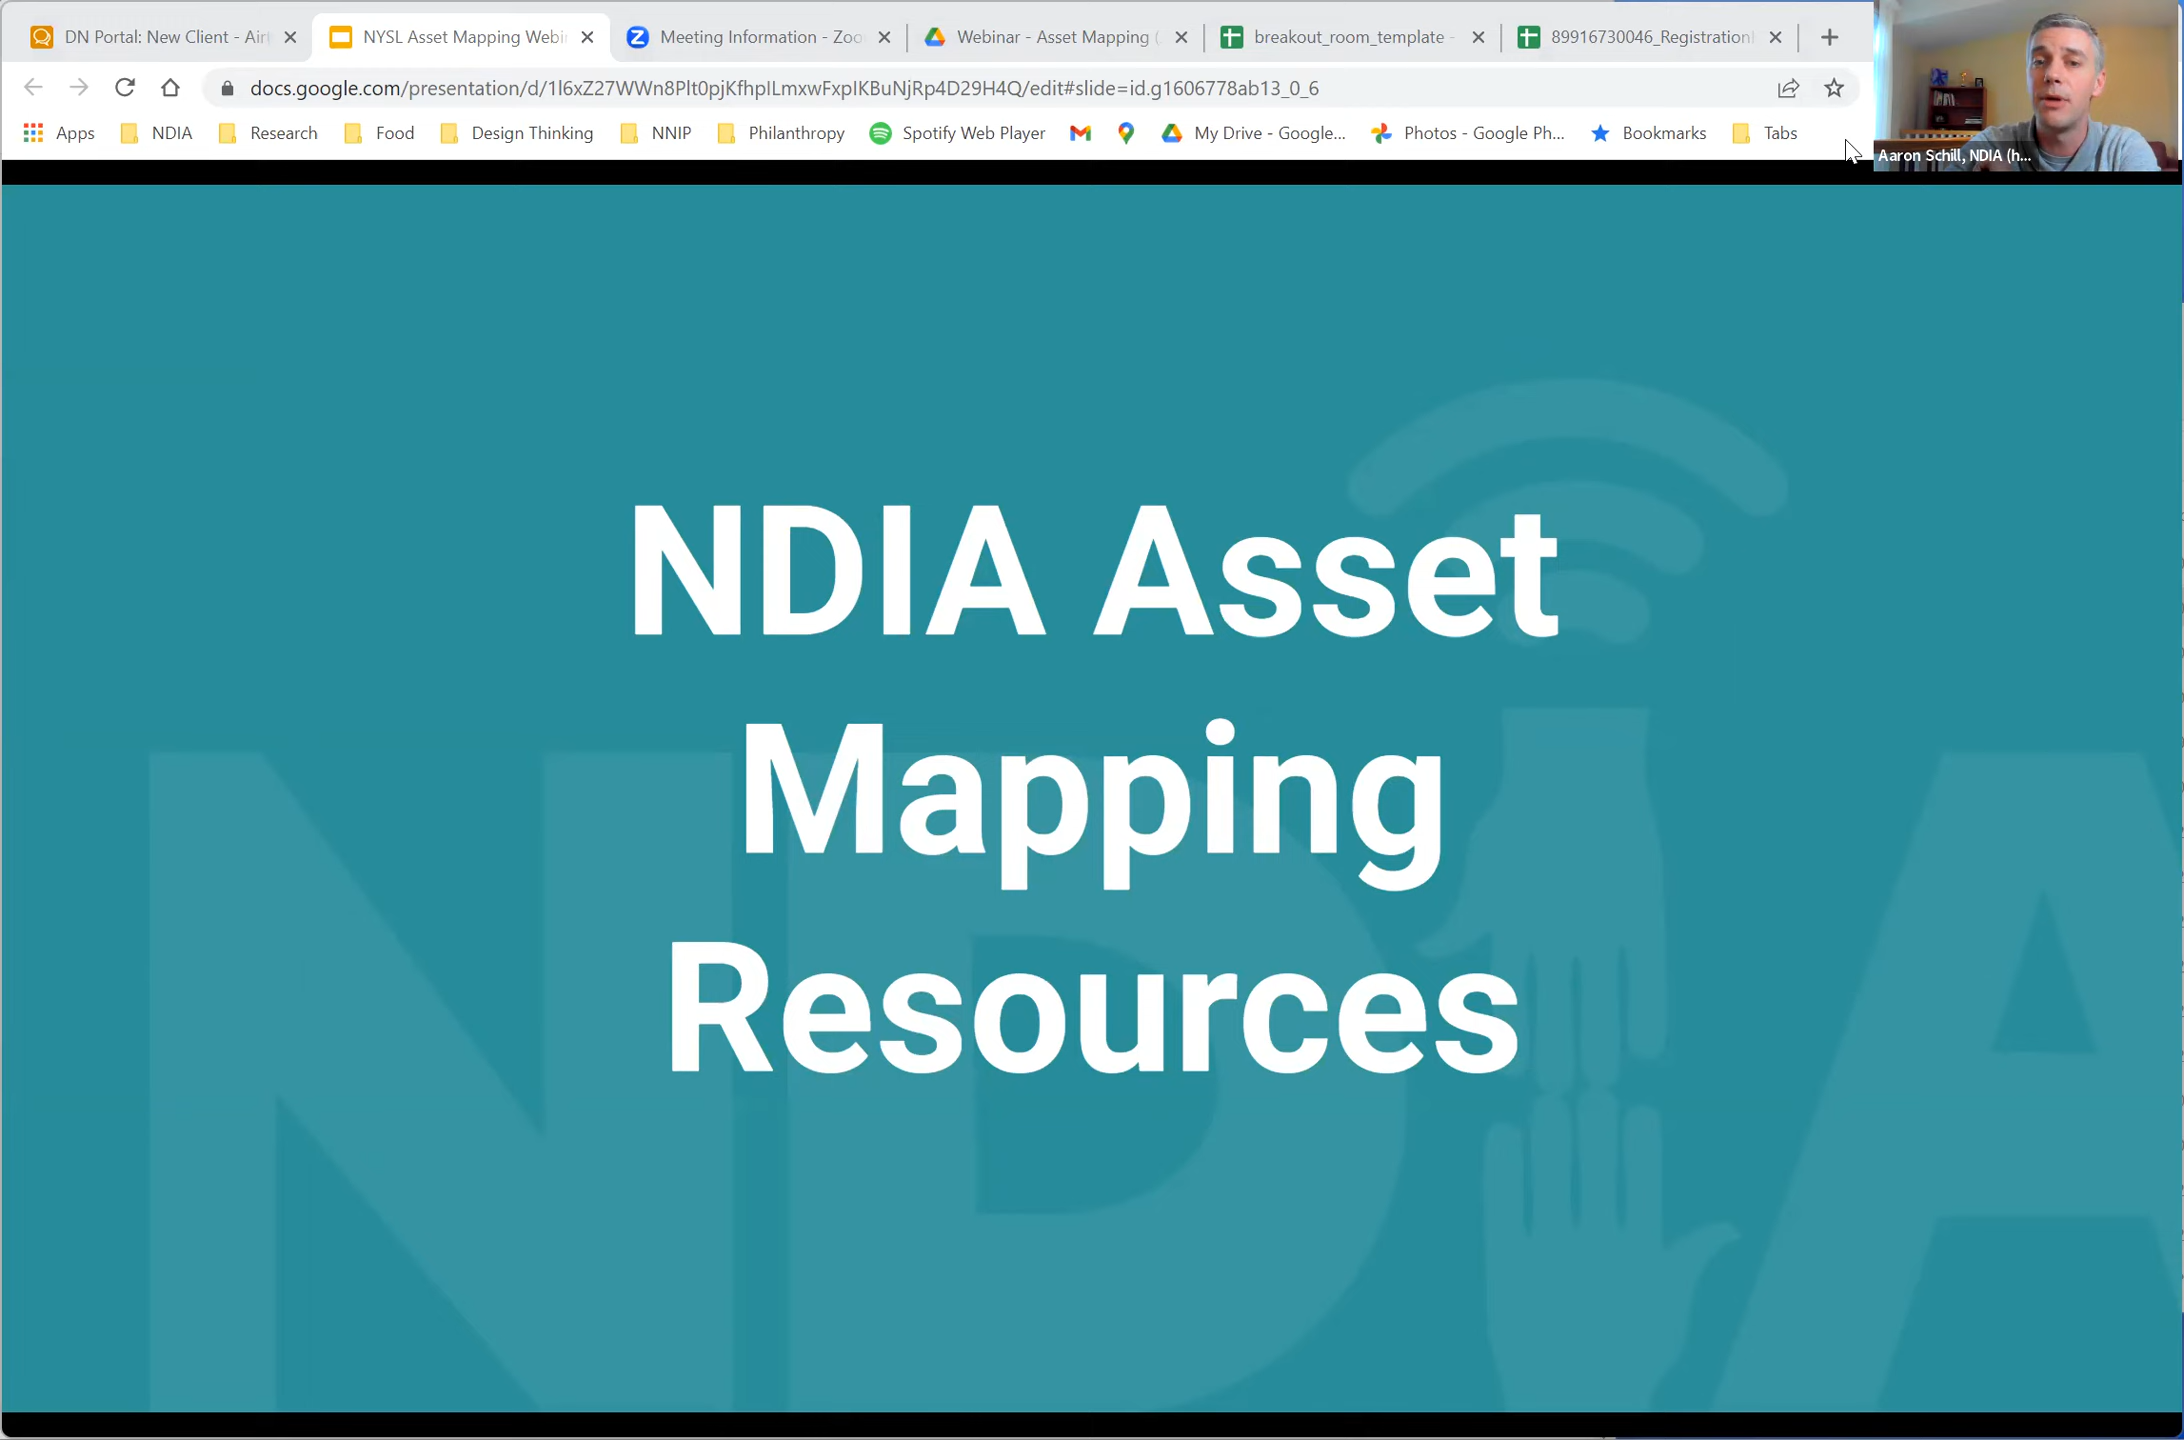 DN Portal: New Client - Air
NYSL Asset Mapping Webi
Meeting Information - Zoo
Webinar - Asset Mapping (
breakout_room_template -
89916730046_Registration
docs.google.com/presentation/d/1l6xZ27WWn8Plt0pjKfhpILmxwFxpIKBuNjRp4D29H4Q/edit#slide=id.g1606778ab13_0_6
Apps
NDIA
Research
Food
Design Thinking
NNIP
Philanthropy
Spotify Web Player
My Drive - Google...
Photos - Google Ph...
Bookmarks
Tabs
Aaron Schill, NDIA (h...
NDIA Asset
Mapping
Resources
NDIA